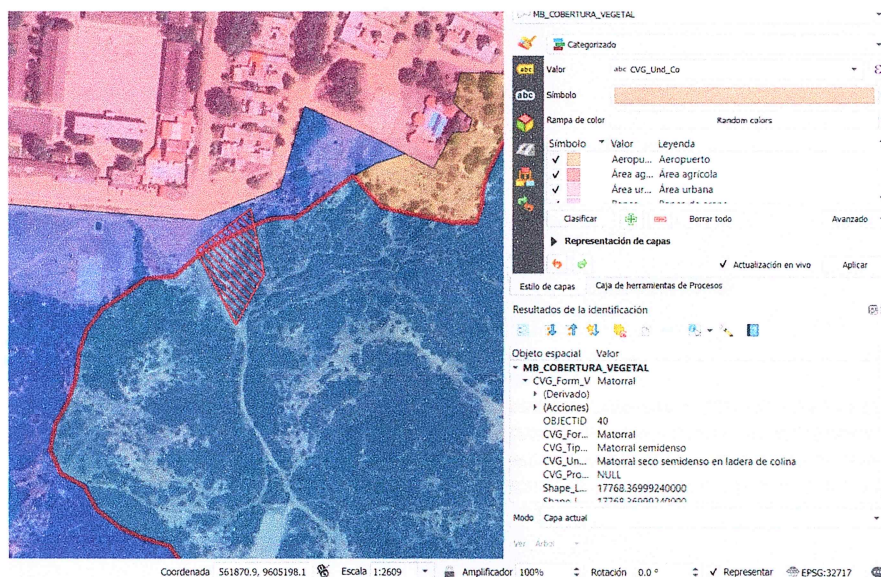 MB_COBERTURA_VEGETAL
Categorizado
Valor abc CVG_Und_Co
Símbolo
Rampa de color Random colors
Símbolo Valor Leyenda
Aeropu... Aeropuerto
Área ag... Área agrícola
Área ur... Área urbana
Clasificar Borrar todo Avanzado
Representación de capas
Actualización en vivo Aplicar
Estilo de capas Caja de herramientas de Procesos
Resultados de la identificación
Objeto espacial Valor
MB_COBERTURA_VEGETAL
CVG_Form_V Matorral
(Derivado)
(Acciones)
OBJECTID 40
CVG_For... Matorral
CVG_Tip... Matorral semidenso
CVG_Un... Matorral seco semidenso en ladera de colina
CVG_Pro... NULL
Shape_L... 17768.36999240000
Modo Capa actual
Ver Árbol
Coordenada 561870.9, 9605198.1 Escala 1:2609 Amplificador 100% Rotación 0.0 ° Representar EPSG:32717